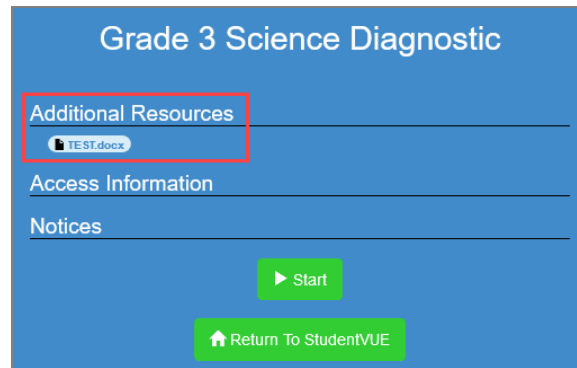 Grade 3 Science Diagnostic
Additional Resources
TEST.docx
Access Information
Notices
Start
Return To StudentVUE